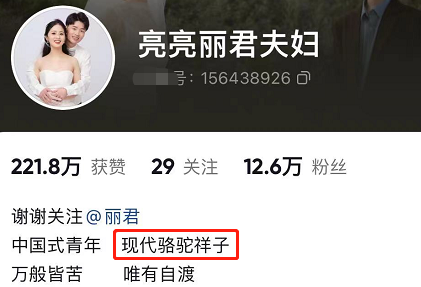 亮亮丽君夫妇
号: 156438926
221.8万 获赞 29 关注 12.6万 粉丝
谢谢关注@丽君
中国式青年 现代骆驼祥子
万般皆苦 唯有自渡